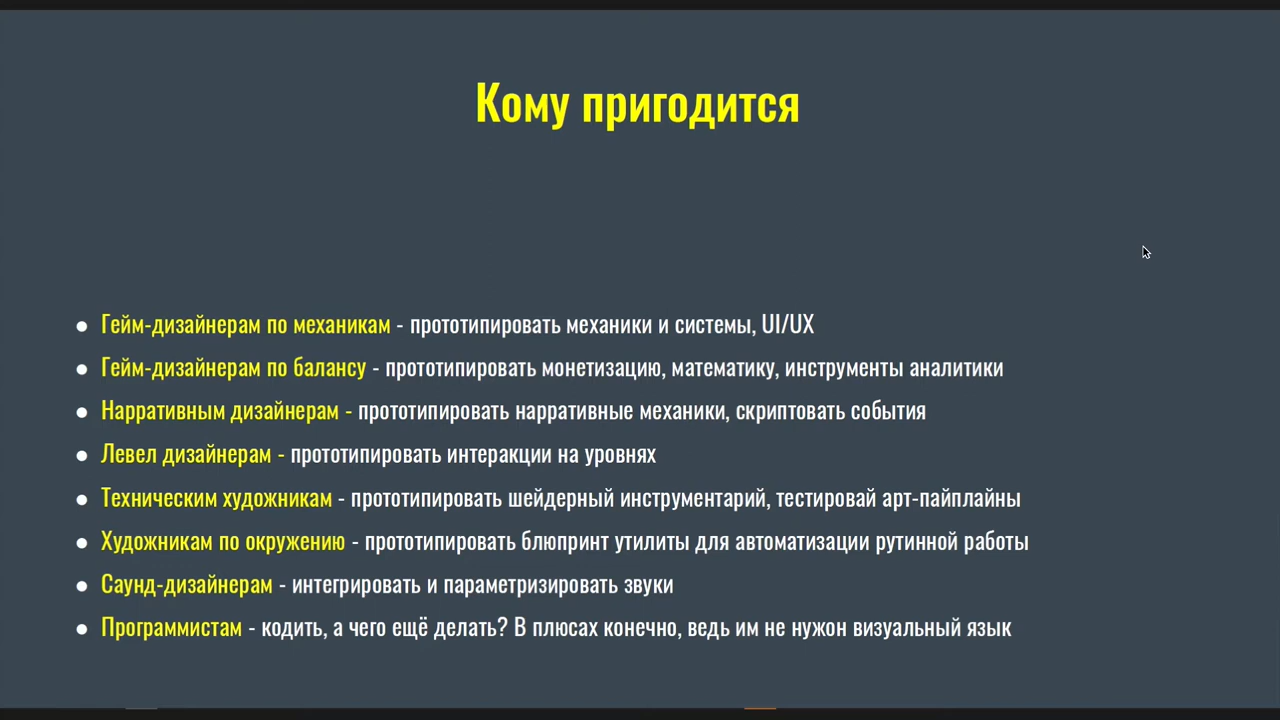 Кому пригодится
● Гейм-дизайнерам по механикам - прототипировать механики и системы, UI/UX
● Гейм-дизайнерам по балансу - прототипировать монетизацию, математику, инструменты аналитики
● Нарративным дизайнерам - прототипировать нарративные механики, скриптовать события
● Левел дизайнерам - прототипировать интеракции на уровнях
● Техническим художникам - прототипировать шейдерный инструментарий, тестировай арт-пайплайны
● Художникам по окружению - прототипировать блюпринт утилиты для автоматизации рутинной работы
● Саунд-дизайнерам - интегрировать и параметризировать звуки
● Программистам - кодить, а чего ещё делать? В плюсах конечно, ведь им не нужон визуальный язык